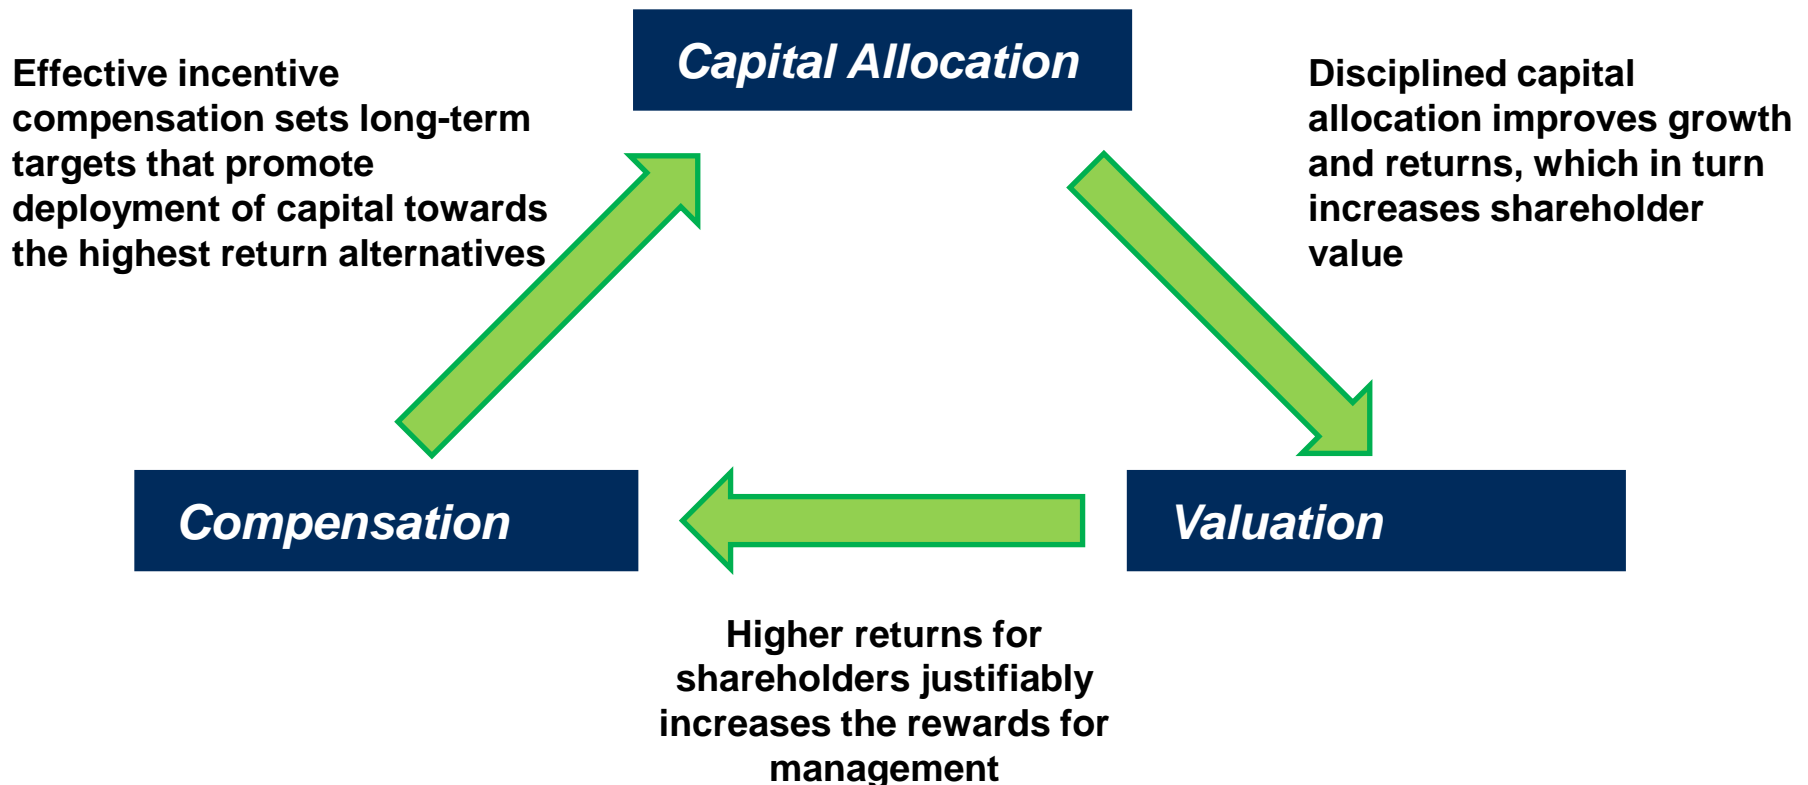 Capital Allocation
Effective incentive
compensation sets long-term
targets that promote
deployment of capital towards
the highest return alternatives
Disciplined capital
allocation improves growth
and returns, which in turn
increases shareholder
value
Compensation
Valuation
Higher returns for
shareholders justifiably
increases the rewards for
management